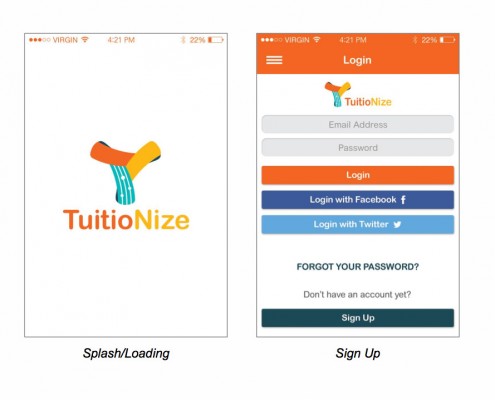 VIRGIN 4:21 PM 22%
TuitioNize
Splash/Loading
VIRGIN 4:21 PM 22%
Login
TuitioNize
Email Address
Password
Login
Login with Facebook f
Login with Twitter
FORGOT YOUR PASSWORD?
Don't have an account yet?
Sign Up
Sign Up